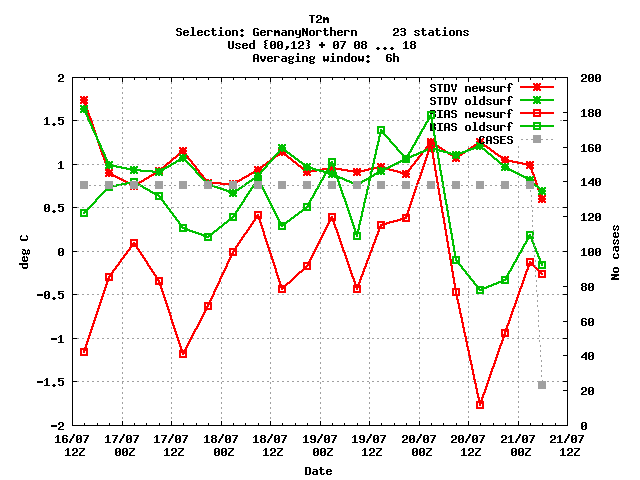 T2m
Selection: GermanyNorthern     23 stations
Used {00,12} + 07 08 ... 18
Averaging window:  6h
STDV newsurf
STDV oldsurf
BIAS newsurf
BIAS oldsurf
CASES
2
1.5
1
0.5
0
-0.5
-1
-1.5
-2
deg C
200
180
160
140
120
100
80
60
40
20
0
No cases
16/07 17/07 17/07 18/07 18/07 19/07 19/07 20/07 20/07 21/07 21/07
12Z 00Z 12Z 00Z 12Z 00Z 12Z 00Z 12Z 00Z 12Z
Date